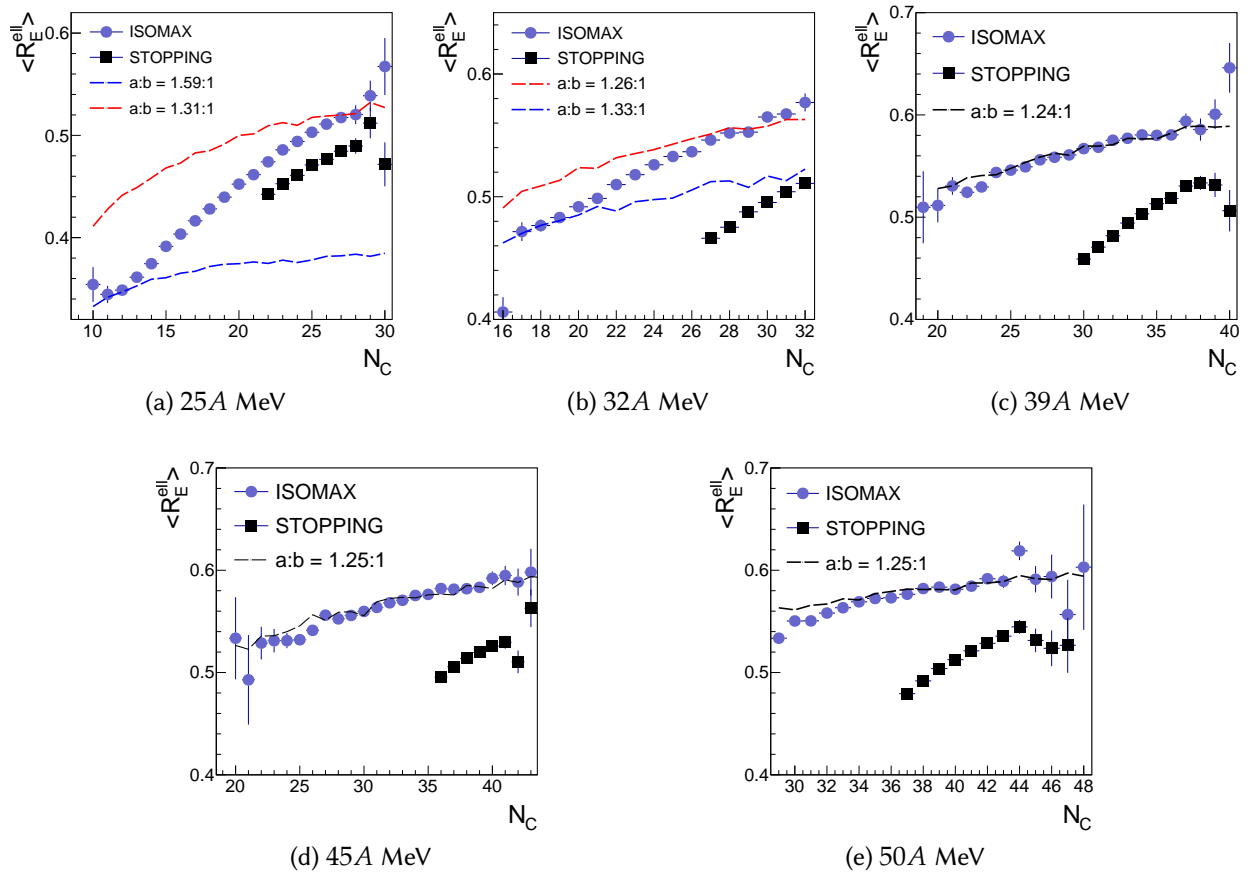 <R_E^ell>
0.6
0.5
0.4
ISOMAX
STOPPING
a:b = 1.59:1
a:b = 1.31:1
10 15 20 25 30
N_C
(a) 25A MeV
<R_E^ell>
0.6
0.5
0.4
ISOMAX
STOPPING
a:b = 1.26:1
a:b = 1.33:1
16 18 20 22 24 26 28 30 32
N_C
(b) 32A MeV
<R_E^ell>
0.7
0.6
0.5
0.4
ISOMAX
STOPPING
a:b = 1.24:1
20 25 30 35 40
N_C
(c) 39A MeV
<R_E^ell>
0.7
0.6
0.5
0.4
ISOMAX
STOPPING
a:b = 1.25:1
20 25 30 35 40
N_C
(d) 45A MeV
<R_E^ell>
0.7
0.6
0.5
0.4
ISOMAX
STOPPING
a:b = 1.25:1
30 32 34 36 38 40 42 44 46 48
N_C
(e) 50A MeV